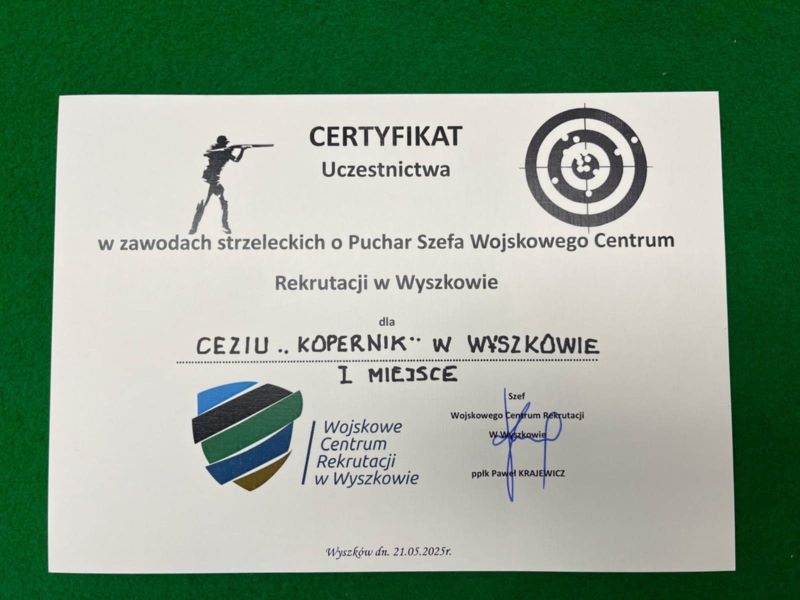 CERTYFIKAT
Uczestnictwa
w zawodach strzeleckich o Puchar Szefa Wojskowego Centrum
Rekrutacji w Wyszkowie
dla
CEZIU „ KOPERNIK" W WYSZKOWIE
I MIEJSCE
Wojskowe
Centrum
Rekrutacji
w Wyszkowie
Szef
Wojskowego Centrum Rekrutacji
W Wyszkowie
ppłk Paweł KRAJEWICZ
Wyszków dn. 21.05.2025r.